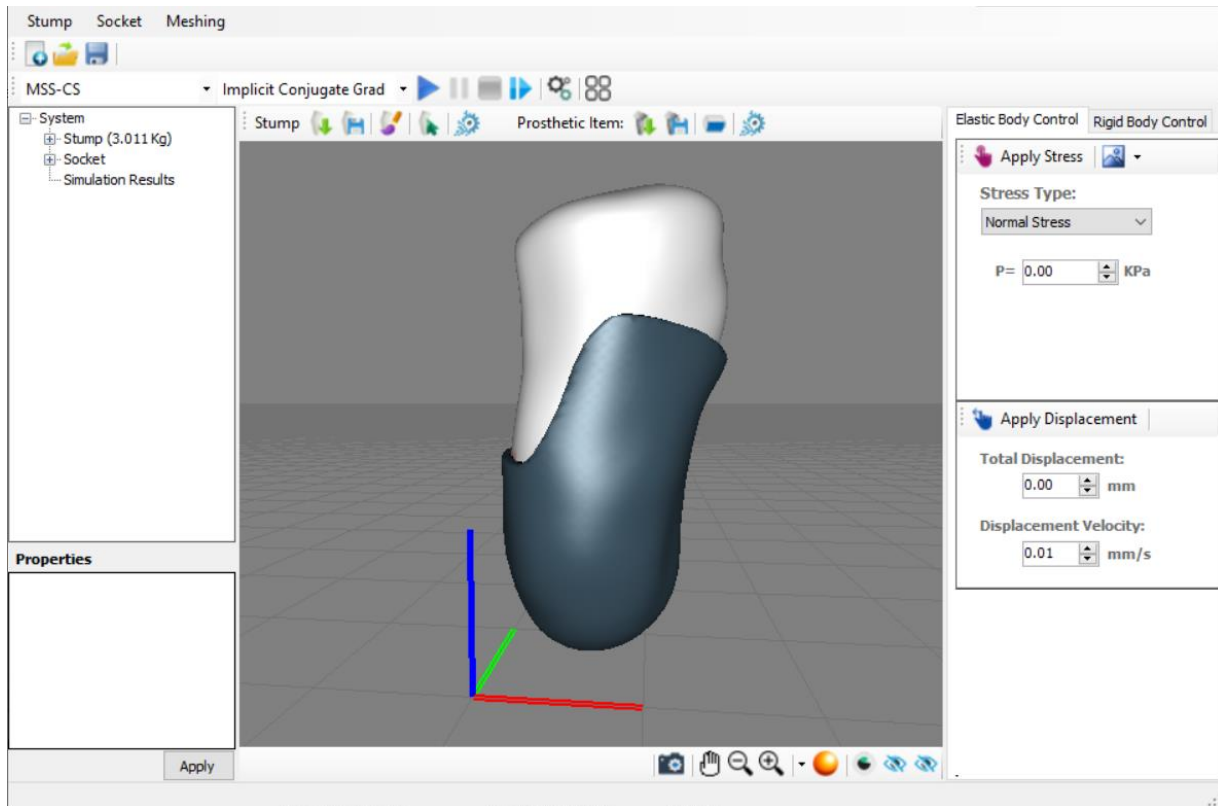 Stump Socket Meshing
MSS-CS Implicit Conjugate Grad
System
Stump (3.011 Kg)
Socket
Simulation Results
Properties
Apply
Stump Prosthetic Item:
Elastic Body Control Rigid Body Control
Apply Stress
Stress Type:
Normal Stress
P= 0.00 KPa
Apply Displacement
Total Displacement:
0.00 mm
Displacement Velocity:
0.01 mm/s